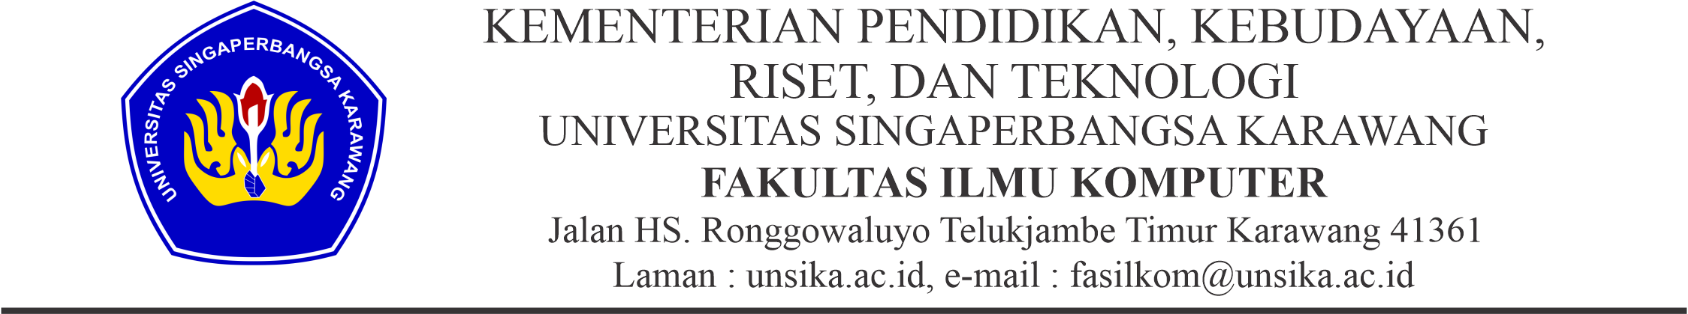 UNIVERSITAS SINGAPERBANGSA KARAWANG
KEMENTERIAN PENDIDIKAN, KEBUDAYAAN,
RISET, DAN TEKNOLOGI
UNIVERSITAS SINGAPERBANGSA KARAWANG
FAKULTAS ILMU KOMPUTER
Jalan HS. Ronggowaluyo Telukjambe Timur Karawang 41361
Laman : unsika.ac.id, e-mail : fasilkom@unsika.ac.id